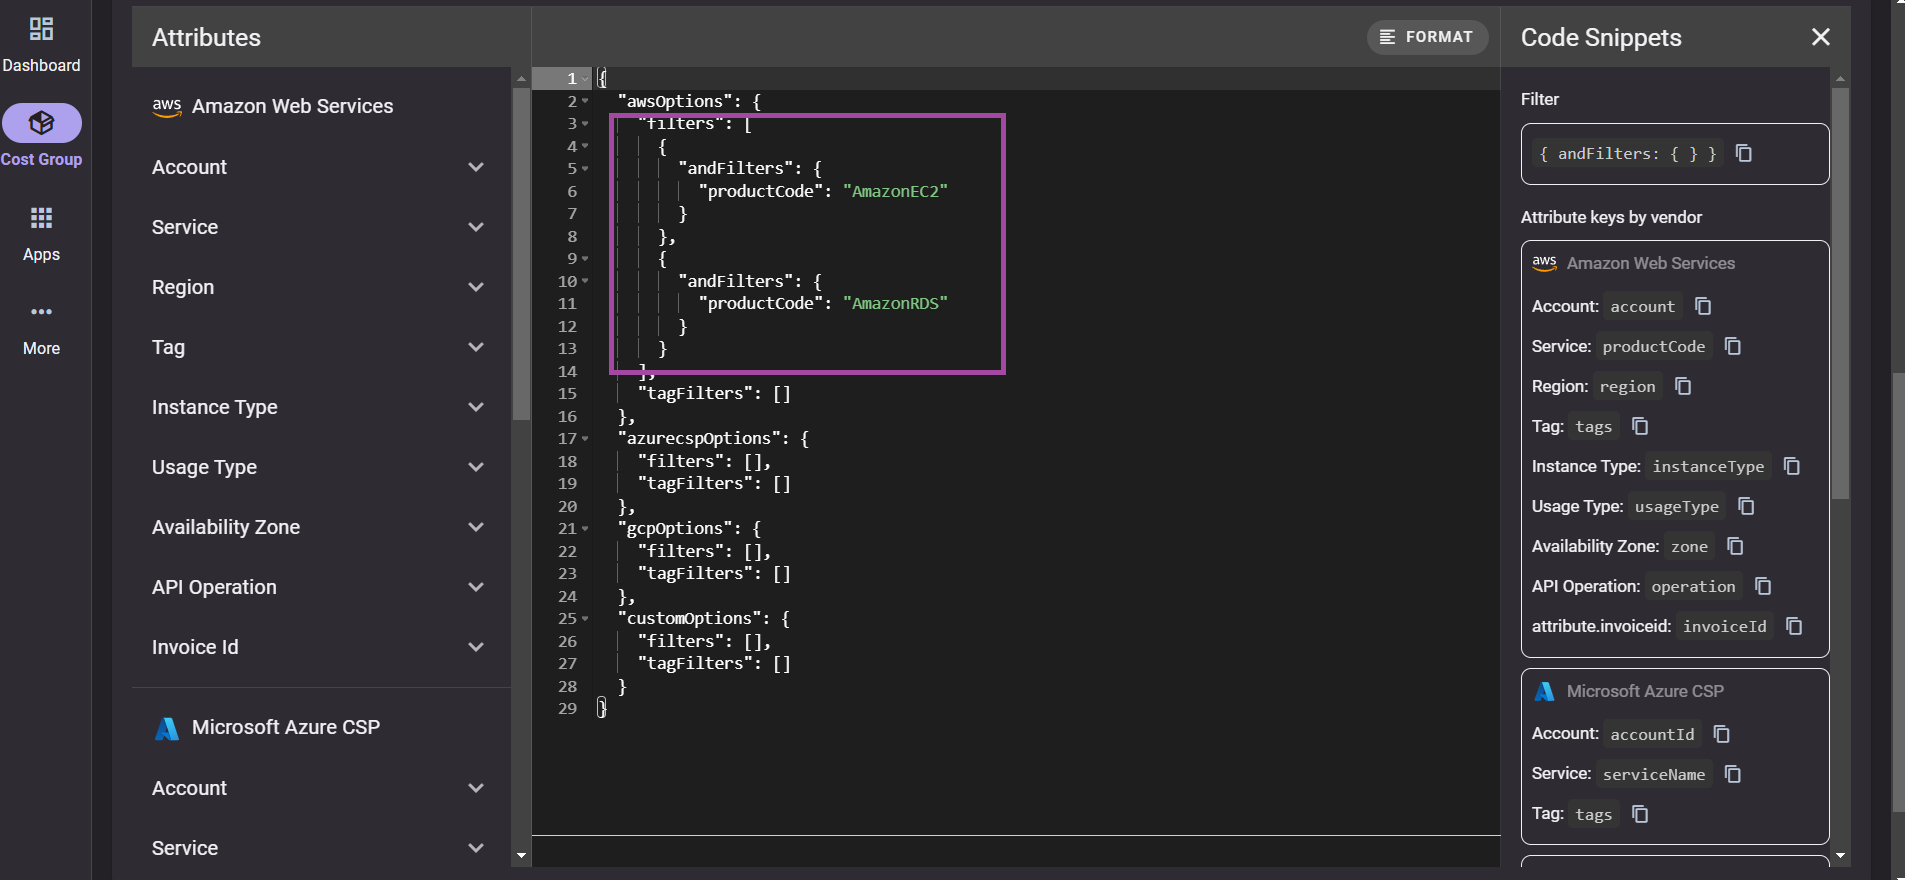 Dashboard
Cost Group
Apps
More
Attributes
aws Amazon Web Services
Account
Service
Region
Tag
Instance Type
Usage Type
Availability Zone
API Operation
Invoice Id
Microsoft Azure CSP
Account
Service
FORMAT
1 {
2 "awsOptions": {
3 "filters": [
4 {
5 "andFilters": {
6 "productCode": "AmazonEC2"
7 }
8 },
9 {
10 "andFilters": {
11 "productCode": "AmazonRDS"
12 }
13 }
14 ],
15 "tagFilters": []
16 },
17 "azurecspOptions": {
18 "filters": [],
19 "tagFilters": []
20 },
21 "gcpOptions": {
22 "filters": [],
23 "tagFilters": []
24 },
25 "customOptions": {
26 "filters": [],
27 "tagFilters": []
28 }
29 }
Code Snippets
Filter
{ andFilters: { } }
Attribute keys by vendor
aws Amazon Web Services
Account: account
Service: productCode
Region: region
Tag: tags
Instance Type: instanceType
Usage Type: usageType
Availability Zone: zone
API Operation: operation
attribute.invoiceid: invoiceId
Microsoft Azure CSP
Account: accountId
Service: serviceName
Tag: tags